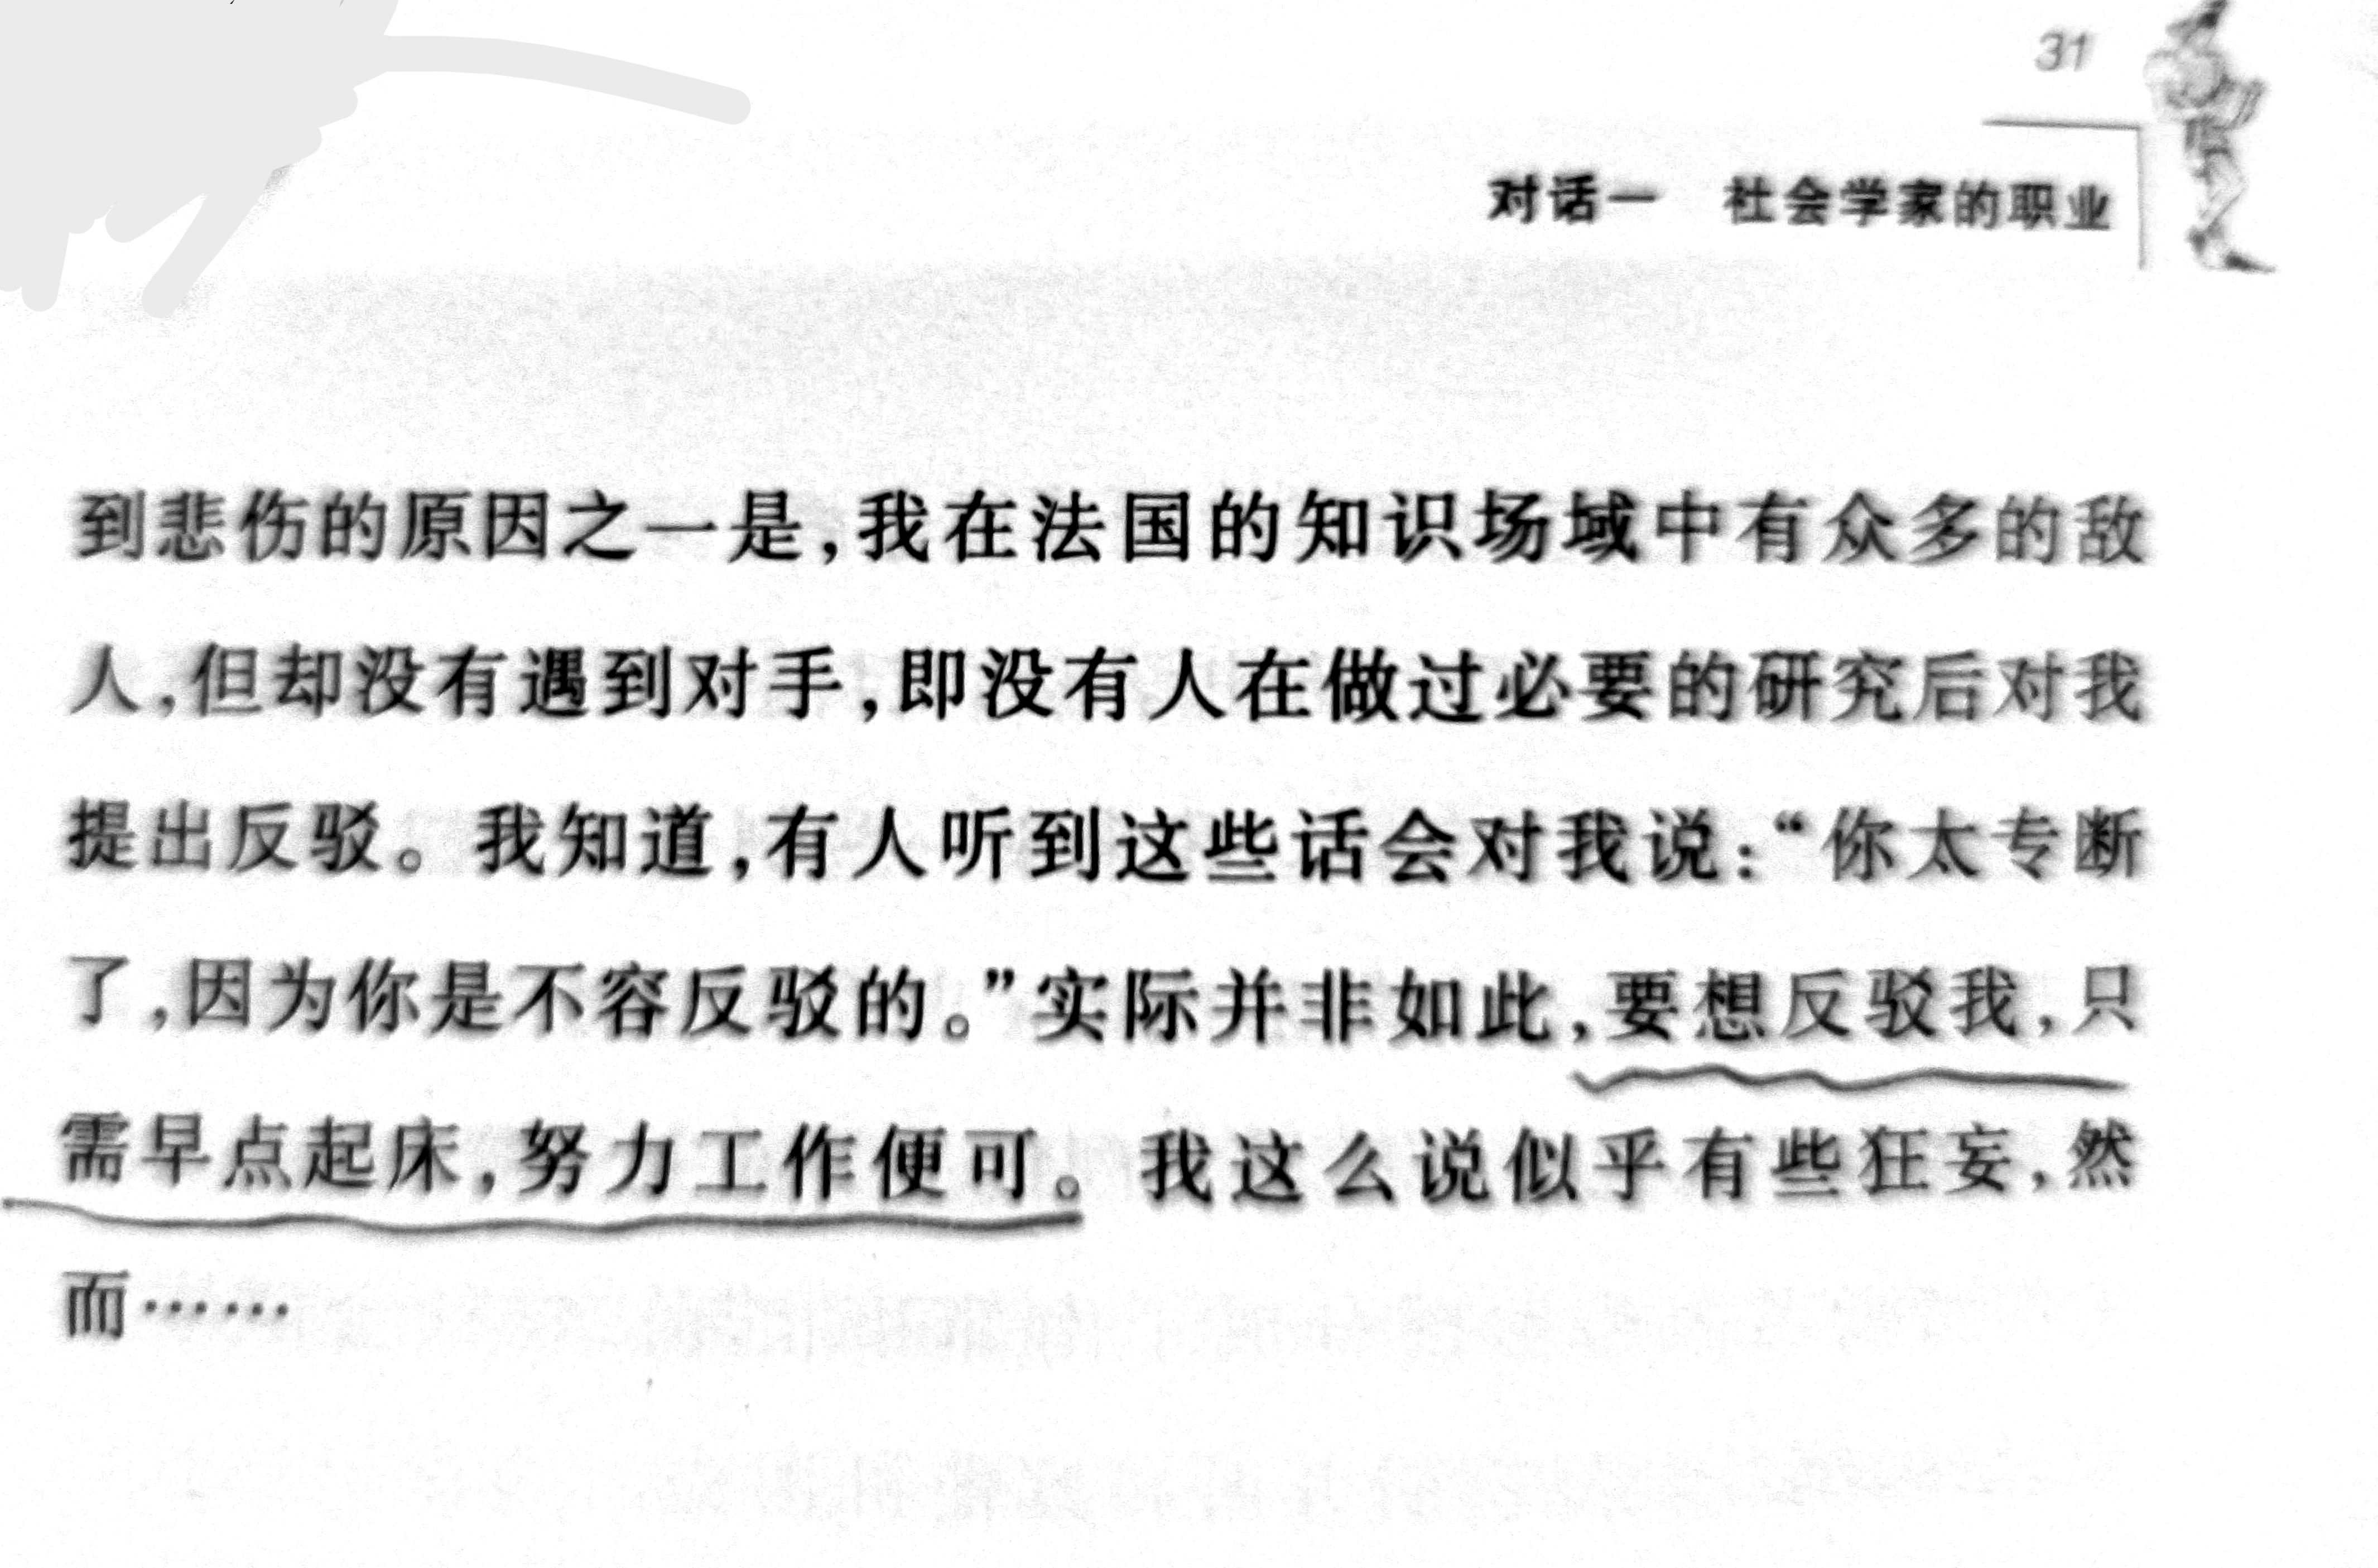 31
对话一 社会学家的职业
到悲伤的原因之一是，我在法国的知识场域中有众多的敌
人，但却没有遇到对手，即没有人在做过必要的研究后对我
提出反驳。我知道，有人听到这些话会对我说：“你太专断
了，因为你是不容反驳的。”实际并非如此，要想反驳我，只
需早点起床，努力工作便可。我这么说似乎有些狂妄，然
而……